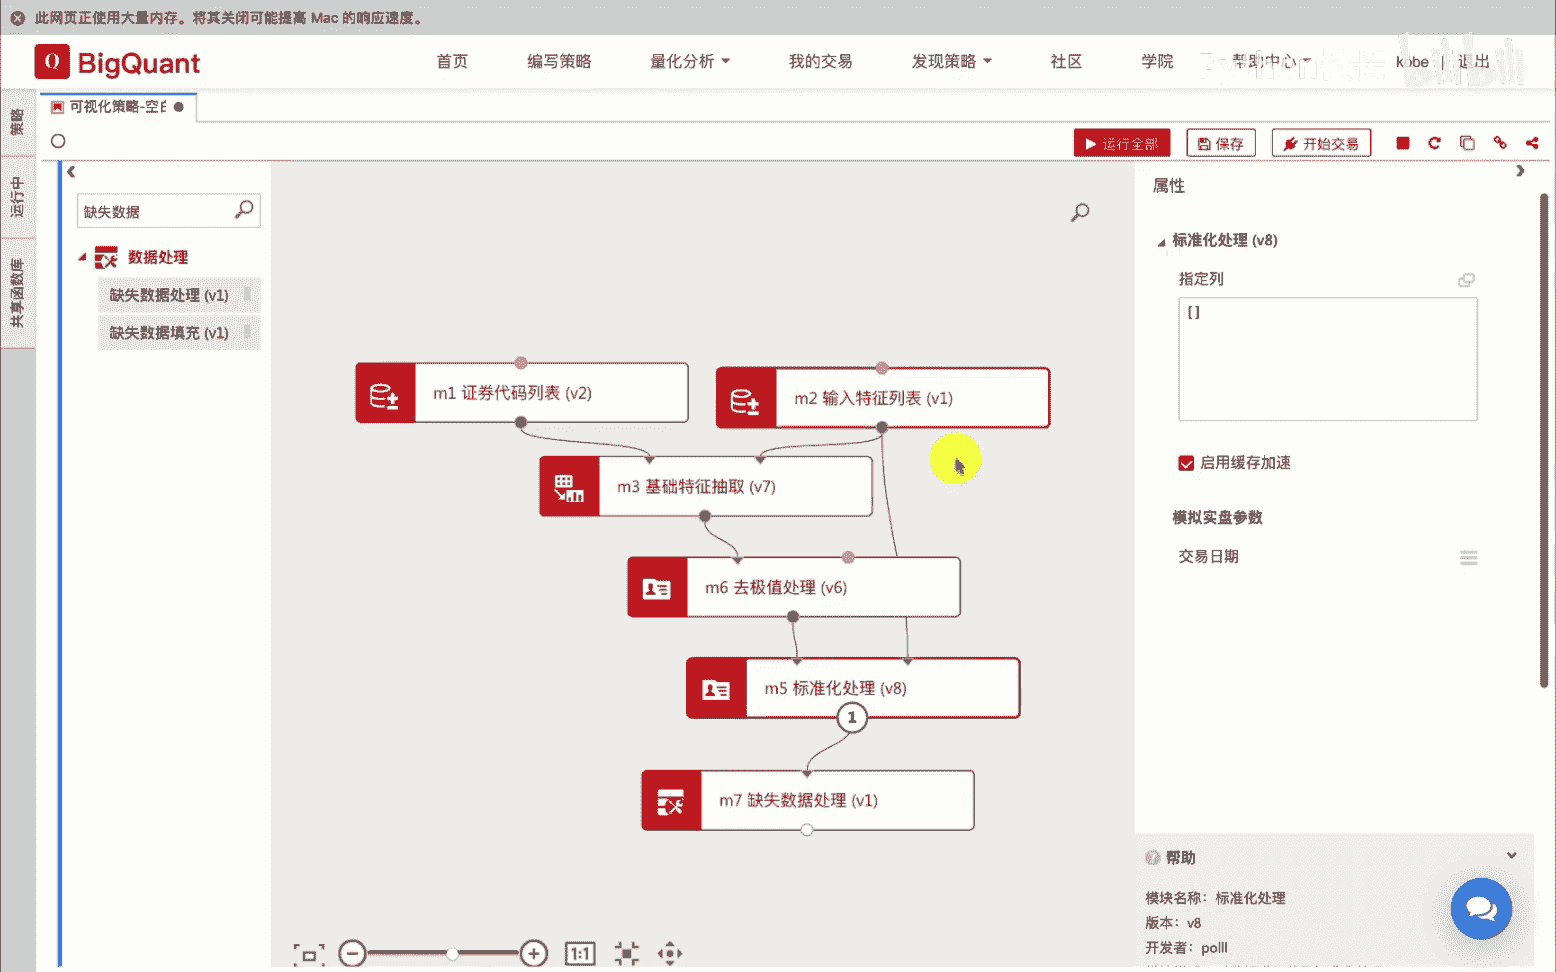 此网页正使用大量内存。将其关闭可能提高 Mac 的响应速度。
Q BigQuant 首页 编写策略 量化分析 我的交易 发现策略 社区 学院 帮助中心 kobe | 退出
bilibili
可视化策略-空白
策略
运行中
共享函数库
运行全部 保存 开始交易
缺失数据
数据处理
缺失数据处理 (v1)
缺失数据填充 (v1)
m1 证券代码列表 (v2)
m2 输入特征列表 (v1)
m3 基础特征抽取 (v7)
m6 去极值处理 (v6)
m5 标准化处理 (v8)
1
m7 缺失数据处理 (v1)
1:1
属性
标准化处理 (v8)
指定列
[]
启用缓存加速
模拟实盘参数
交易日期
帮助
模块名称：标准化处理
版本：v8
开发者：polll